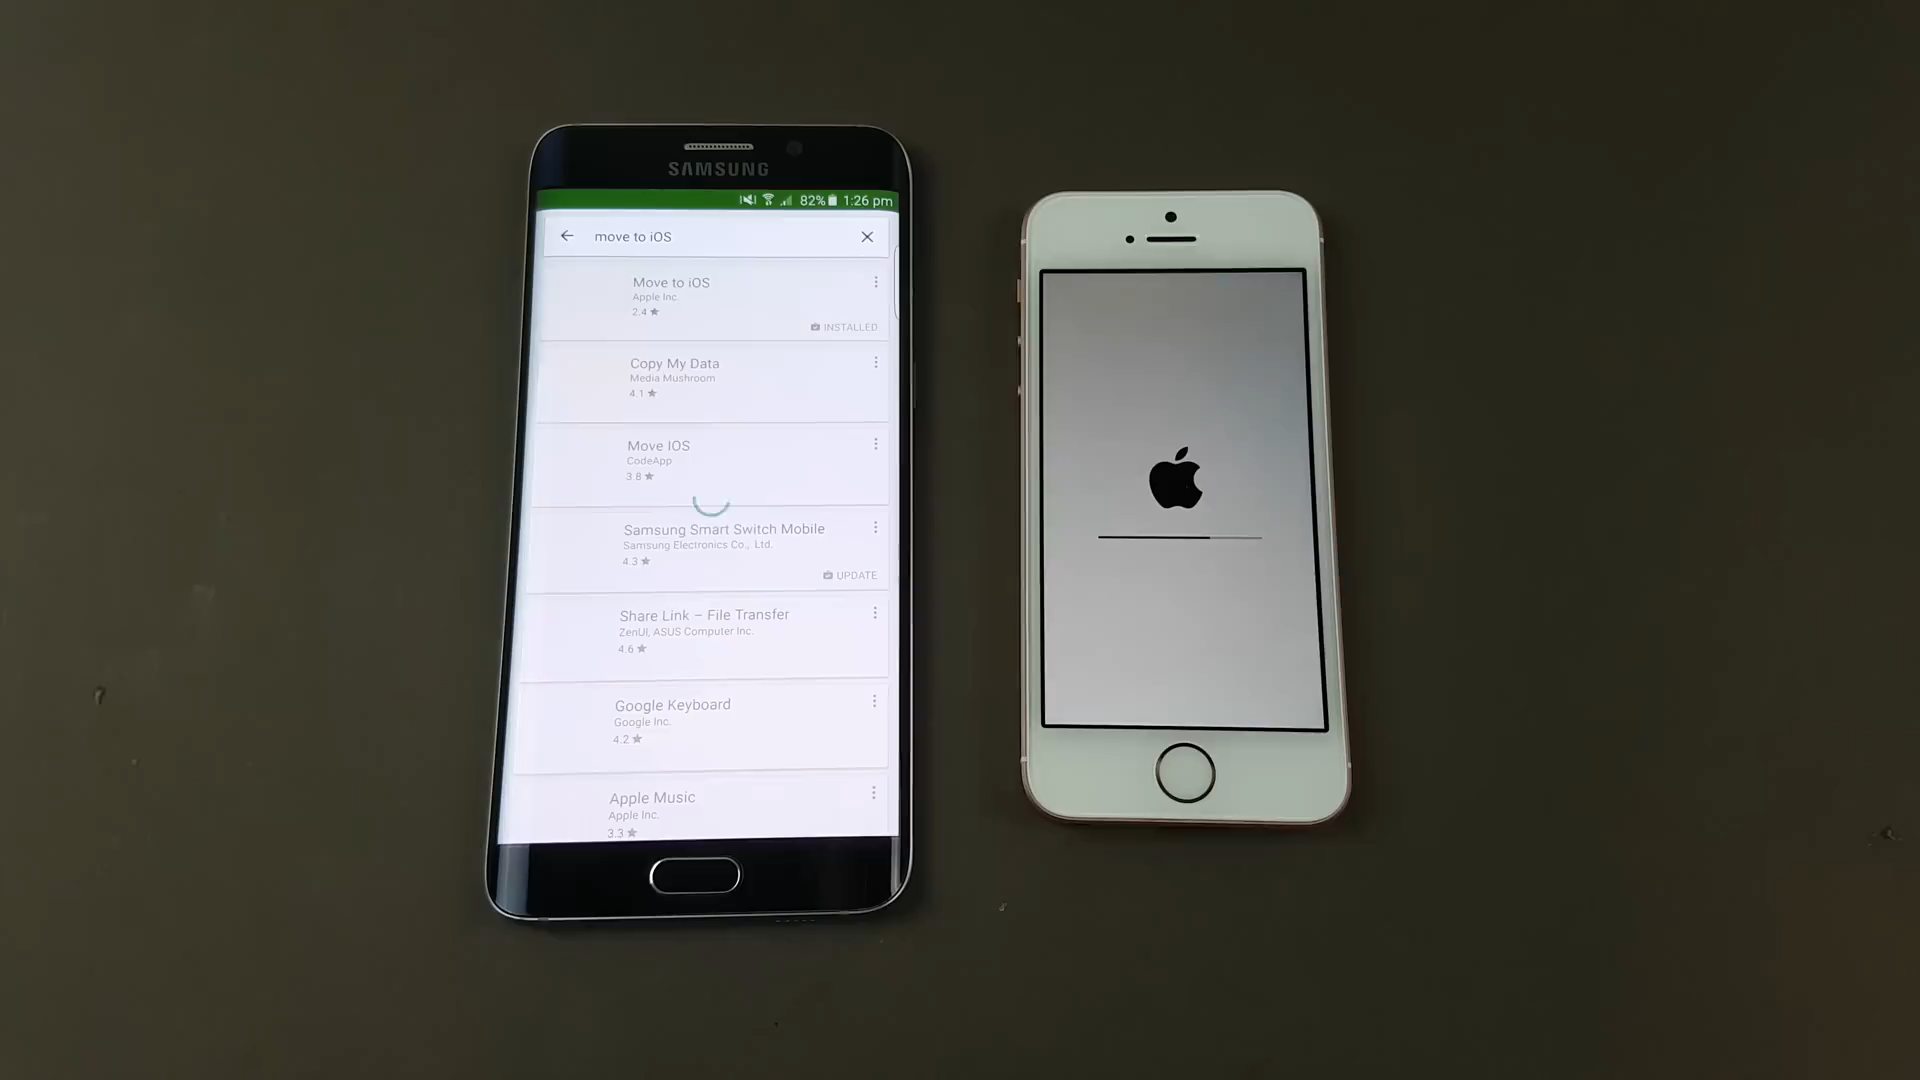 SAMSUNG
82% 1:26 pm
move to iOS
Move to iOS
Apple Inc.
2.4
INSTALLED
Copy My Data
Media Mushroom
4.1
Move IOS
CodeApp
3.8
Samsung Smart Switch Mobile
Samsung Electronics Co., Ltd.
4.3
UPDATE
Share Link – File Transfer
ZenUI, ASUS Computer Inc.
4.6
Google Keyboard
Google Inc.
4.2
Apple Music
Apple Inc.
3.3